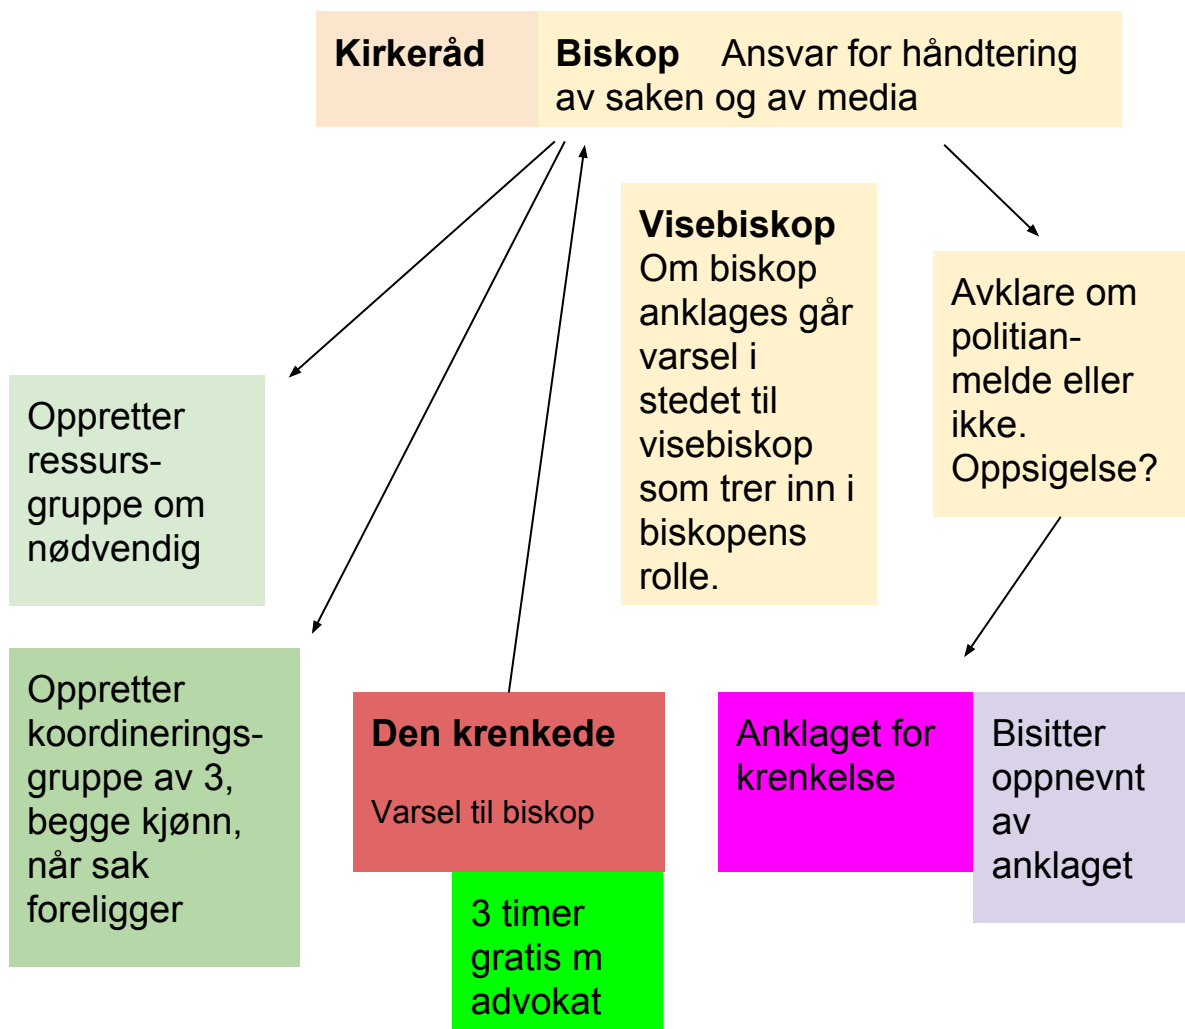 Kirkeråd
Biskop Ansvar for håndtering
av saken og av media
Visebiskop
Om biskop
anklages går
varsel i
stedet til
visebiskop
som trer inn i
biskopens
rolle.
Avklare om
politian-
melde eller
ikke.
Oppsigelse?
Oppretter
ressurs-
gruppe om
nødvendig
Oppretter
koordinerings-
gruppe av 3,
begge kjønn,
når sak
foreligger
Den krenkede
Varsel til biskop
3 timer
gratis m
advokat
Anklaget for
krenkelse
Bisitter
oppnevnt
av
anklaget